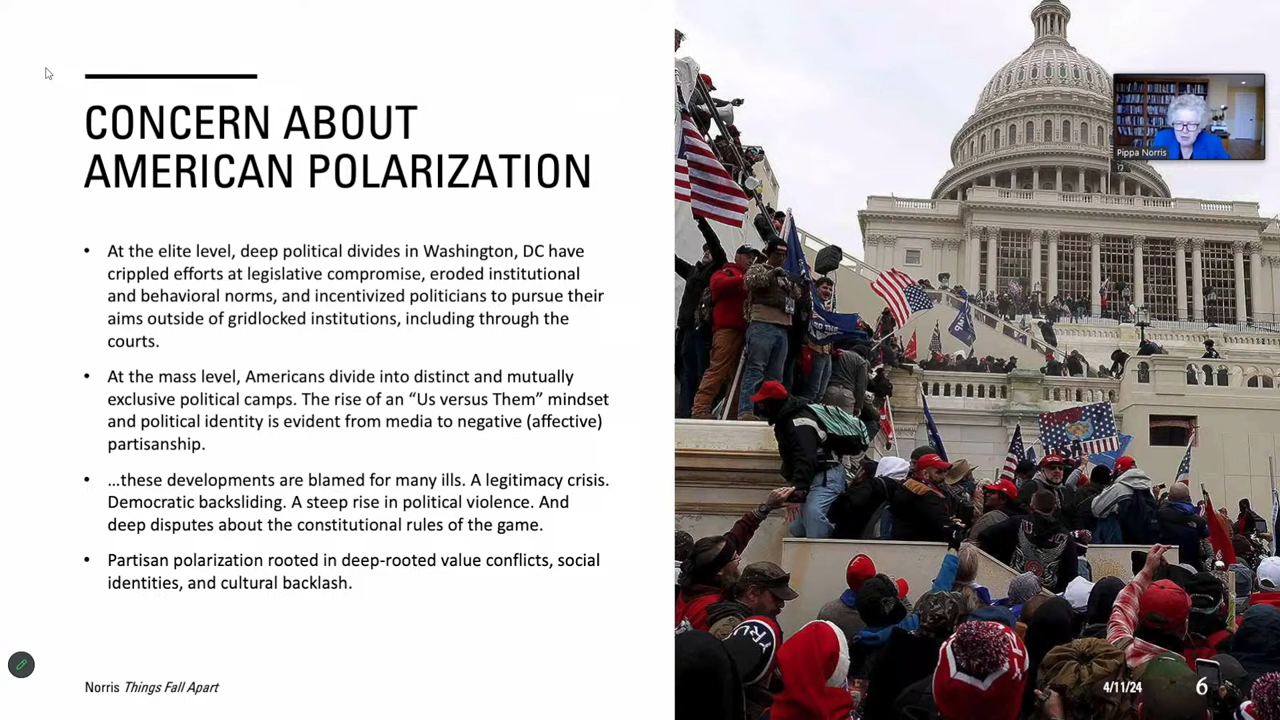 CONCERN ABOUT
AMERICAN POLARIZATION
• At the elite level, deep political divides in Washington, DC have
crippled efforts at legislative compromise, eroded institutional
and behavioral norms, and incentivized politicians to pursue their
aims outside of gridlocked institutions, including through the
courts.
• At the mass level, Americans divide into distinct and mutually
exclusive political camps. The rise of an “Us versus Them” mindset
and political identity is evident from media to negative (affective)
partisanship.
• …these developments are blamed for many ills. A legitimacy crisis.
Democratic backsliding. A steep rise in political violence. And
deep disputes about the constitutional rules of the game.
• Partisan polarization rooted in deep-rooted value conflicts, social
identities, and cultural backlash.
Norris Things Fall Apart
Pippa Norris
4/11/24
6